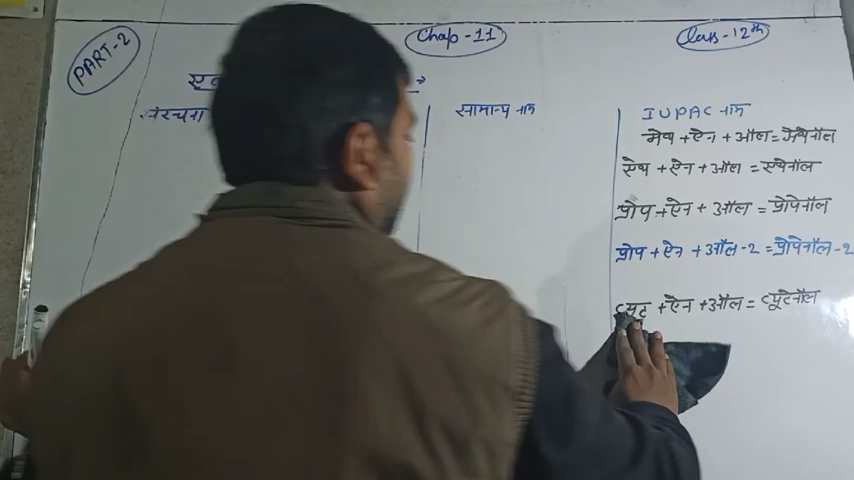 PART-2
Chap-11
Class-12th
संरचना
सामान्य नाम
IUPAC नाम
मेथ + ऐन + ऑल = मेथेनॉल
ऐथ + ऐन + ऑल = एथेनॉल
प्रोप + ऐन + ऑल = प्रोपेनॉल
प्रोप + ऐन + ऑल-2 = प्रोपेनॉल-2
ब्यूट + ऐन + ऑल = ब्यूटेनॉल